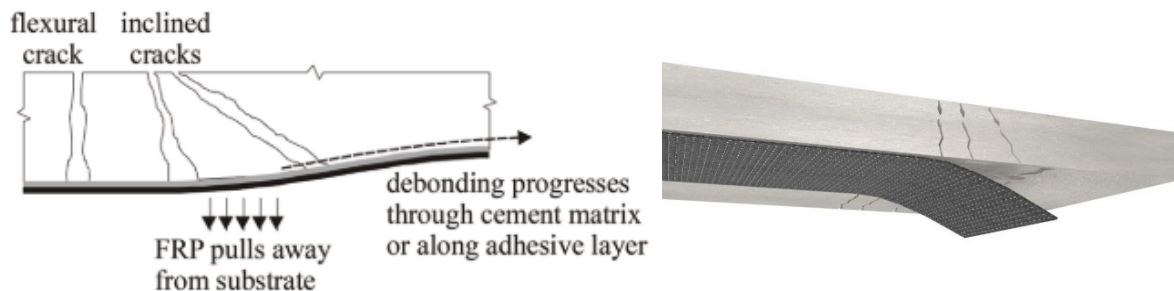 flexural
crack
inclined
cracks
debonding progresses
through cement matrix
or along adhesive layer
FRP pulls away
from substrate